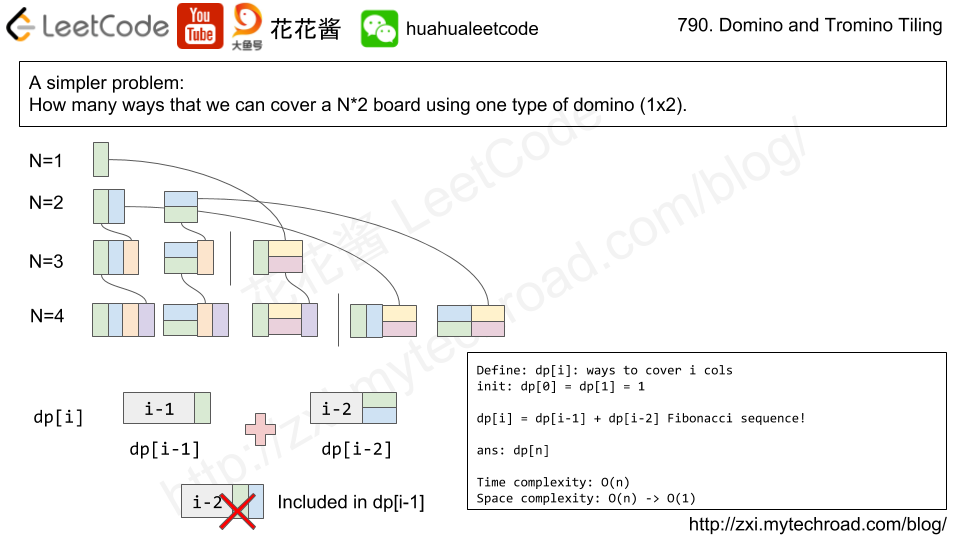 LeetCode
You
Tube
大鱼号
花花酱
huahualeetcode
790. Domino and Tromino Tiling
A simpler problem:
How many ways that we can cover a N*2 board using one type of domino (1x2).
N=1
N=2
N=3
N=4
dp[i]
i-1
dp[i-1]
i-2
dp[i-2]
i-2
Included in dp[i-1]
Define: dp[i]: ways to cover i cols
init: dp[0] = dp[1] = 1
dp[i] = dp[i-1] + dp[i-2] Fibonacci sequence!
ans: dp[n]
Time complexity: O(n)
Space complexity: O(n) -> O(1)
http://zxi.mytechroad.com/blog/
花花酱 LeetCode
http://zxi.mytechroad.com/blog/